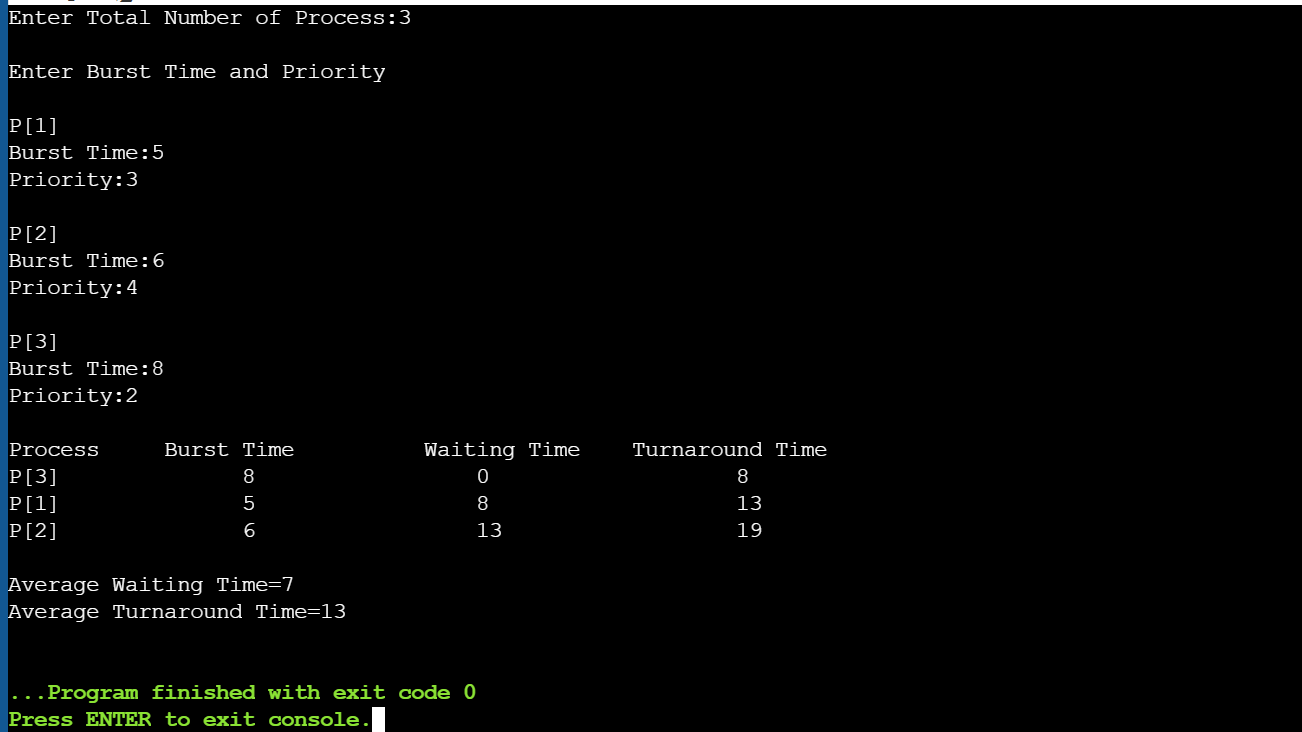 Enter Total Number of Process:3
Enter Burst Time and Priority
P[1]
Burst Time:5
Priority:3
P[2]
Burst Time:6
Priority:4
P[3]
Burst Time:8
Priority:2
Process Burst Time Waiting Time Turnaround Time
P[3] 8 0 8
P[1] 5 8 13
P[2] 6 13 19
Average Waiting Time=7
Average Turnaround Time=13
...Program finished with exit code 0
Press ENTER to exit console.